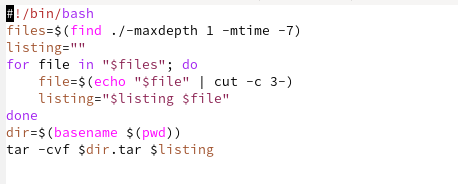 #!/bin/bash
files=$(find ./-maxdepth 1 -mtime -7)
listing=""
for file in "$files"; do
    file=$(echo "$file" | cut -c 3-)
    listing="$listing $file"
done
dir=$(basename $(pwd))
tar -cvf $dir.tar $listing